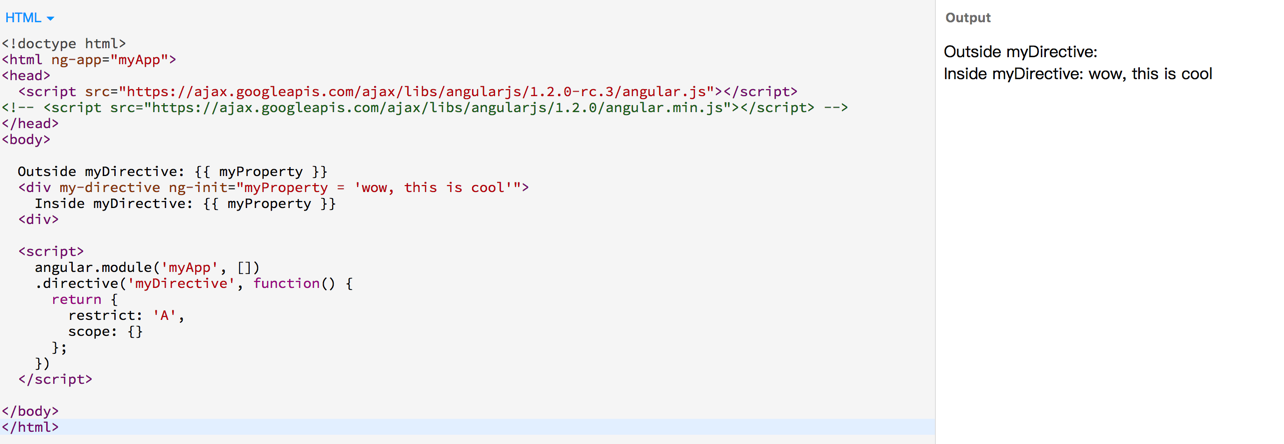 HTML
<!doctype html>
<html ng-app="myApp">
<head>
  <script src="https://ajax.googleapis.com/ajax/libs/angularjs/1.2.0-rc.3/angular.js"></script>
<!-- <script src="https://ajax.googleapis.com/ajax/libs/angularjs/1.2.0/angular.min.js"></script> -->
</head>
<body>
  Outside myDirective: {{ myProperty }}
  <div my-directive ng-init="myProperty = 'wow, this is cool'">
    Inside myDirective: {{ myProperty }}
  <div>
  <script>
    angular.module('myApp', [])
    .directive('myDirective', function() {
      return {
        restrict: 'A',
        scope: {}
      };
    })
  </script>
</body>
</html>
Output
Outside myDirective:
Inside myDirective: wow, this is cool